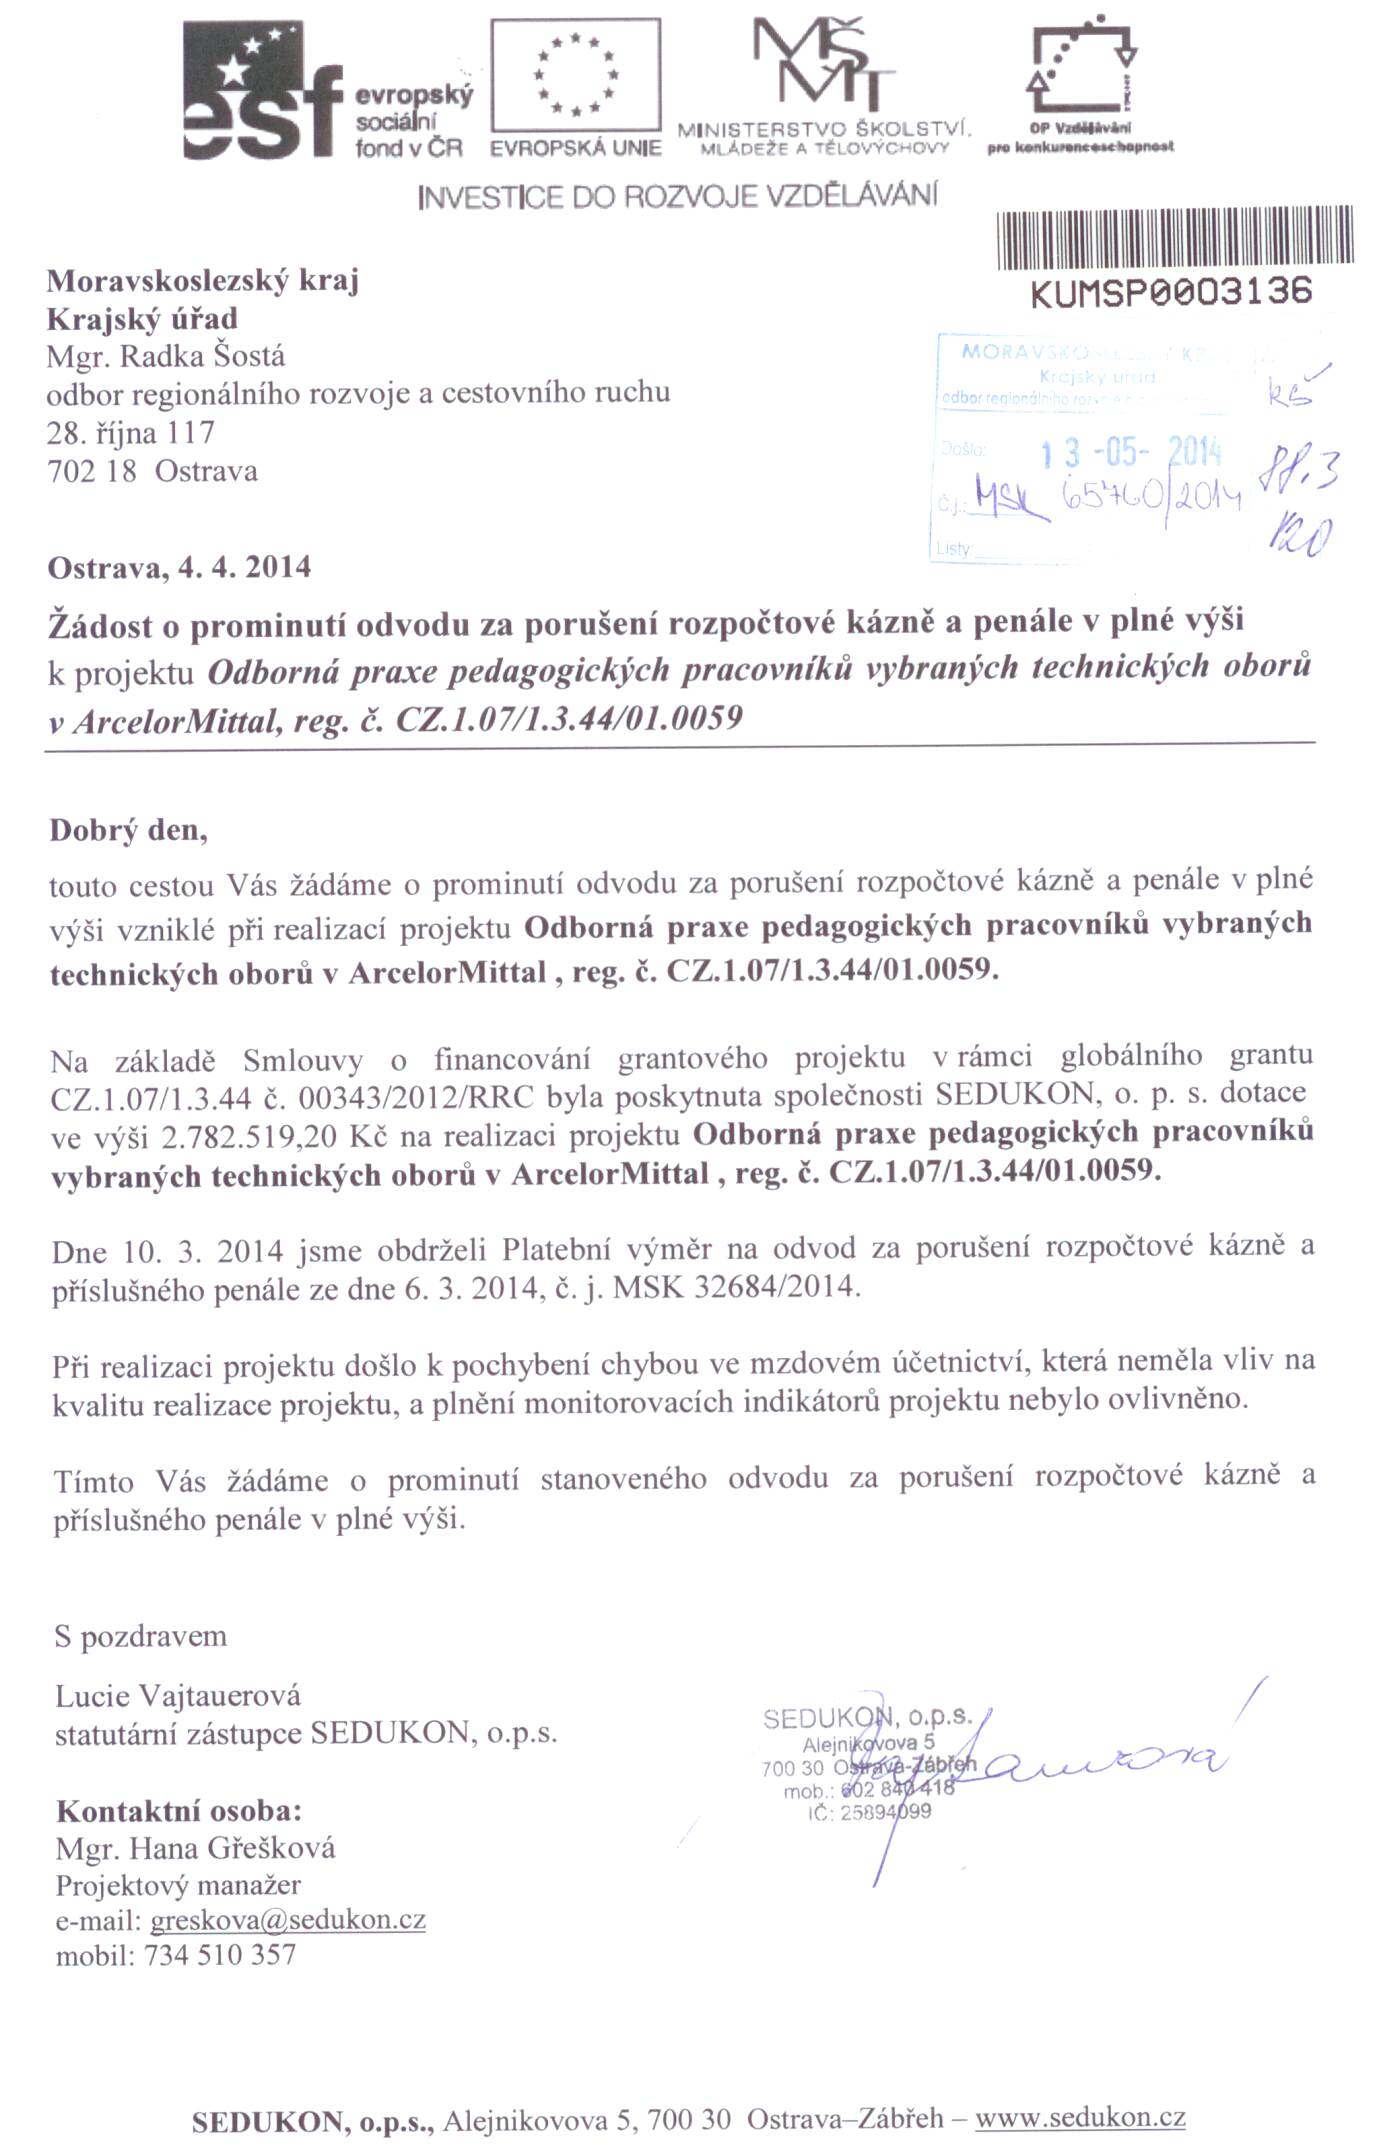 esf evropský
sociální
fond v ČR
EVROPSKÁ UNIE
MŠMT
MINISTERSTVO ŠKOLSTVÍ,
MLÁDEŽE A TĚLOVÝCHOVY
OP Vzdělávání
pro konkurenceschopnost
INVESTICE DO ROZVOJE VZDĚLÁVÁNÍ
KUMSP0003136
Moravskoslezský kraj
Krajský úřad
Mgr. Radka Šostá
odbor regionálního rozvoje a cestovního ruchu
28. října 117
702 18 Ostrava
Krajský úřad
odbor regionálního
Došlo: 13-05-2014
Č.j.: MSK 65760/2014
Listy:
88.3
Ostrava, 4. 4. 2014
Žádost o prominutí odvodu za porušení rozpočtové kázně a penále v plné výši
k projektu Odborná praxe pedagogických pracovníků vybraných technických oborů
v ArcelorMittal, reg. č. CZ.1.07/1.3.44/01.0059
Dobrý den,
touto cestou Vás žádáme o prominutí odvodu za porušení rozpočtové kázně a penále v plné
výši vzniklé při realizací projektu Odborná praxe pedagogických pracovníků vybraných
technických oborů v ArcelorMittal , reg. č. CZ.1.07/1.3.44/01.0059.
Na základě Smlouvy o financování grantového projektu v rámci globálního grantu
CZ.1.07/1.3.44 č. 00343/2012/RRC byla poskytnuta společnosti SEDUKON, o. p. s. dotace
ve výši 2.782.519,20 Kč na realizaci projektu Odborná praxe pedagogických pracovníků
vybraných technických oborů v ArcelorMittal , reg. č. CZ.1.07/1.3.44/01.0059.
Dne 10. 3. 2014 jsme obdrželi Platební výměr na odvod za porušení rozpočtové kázně a
příslušného penále ze dne 6. 3. 2014, č. j. MSK 32684/2014.
Při realizaci projektu došlo k pochybení chybou ve mzdovém účetnictví, která neměla vliv na
kvalitu realizace projektu, a plnění monitorovacích indikátorů projektu nebylo ovlivněno.
Tímto Vás žádáme o prominutí stanoveného odvodu za porušení rozpočtové kázně a
příslušného penále v plné výši.
S pozdravem
Lucie Vajtauerová
statutární zástupce SEDUKON, o.p.s.
SEDUKON, o.p.s.
Alejnikovova 5
700 30 Ostrava-Zábřeh
mob.: 602 840 418
IČ: 25894099
Kontaktní osoba:
Mgr. Hana Gřešková
Projektový manažer
e-mail: greskova@sedukon.cz
mobil: 734 510 357
SEDUKON, o.p.s., Alejnikovova 5, 700 30 Ostrava–Zábřeh – www.sedukon.cz